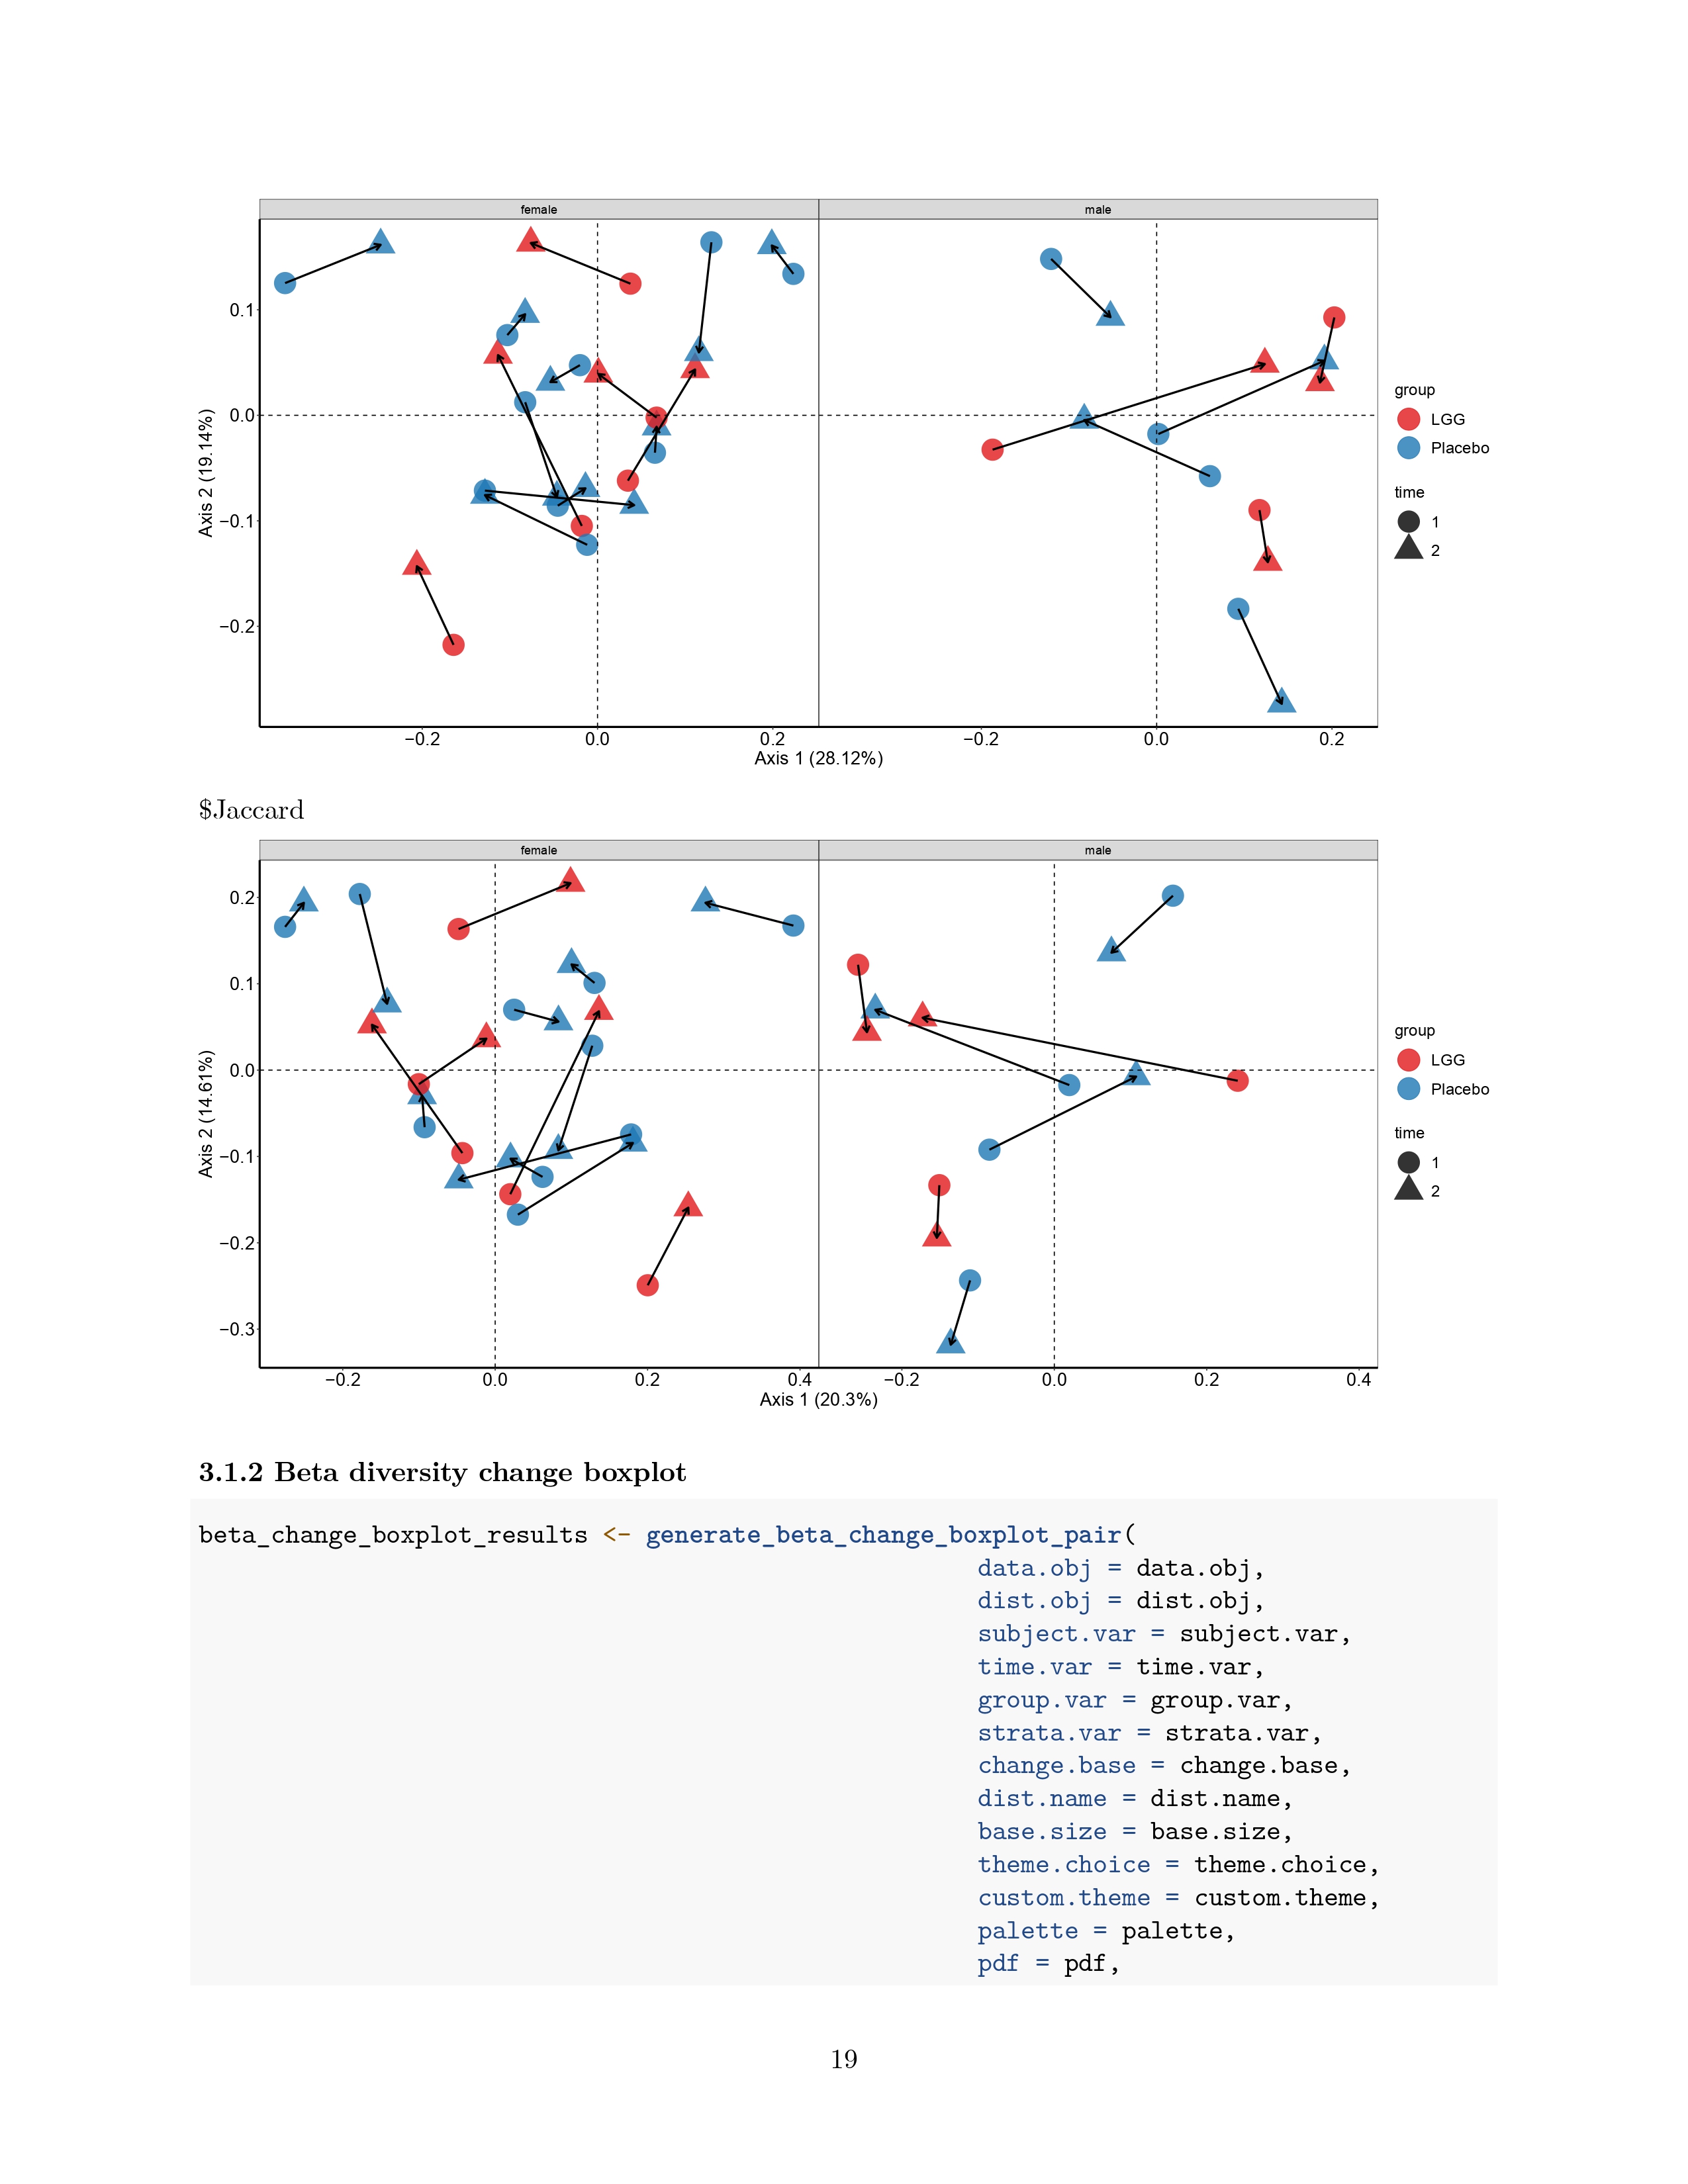 female
male
0.1
0.0
−0.1
−0.2
Axis 2 (19.14%)
−0.2
0.0
0.2
−0.2
0.0
0.2
Axis 1 (28.12%)
group
LGG
Placebo
time
1
2
$Jaccard
female
male
0.2
0.1
0.0
−0.1
−0.2
−0.3
Axis 2 (14.61%)
−0.2
0.0
0.2
0.4
−0.2
0.0
0.2
0.4
Axis 1 (20.3%)
group
LGG
Placebo
time
1
2
3.1.2 Beta diversity change boxplot
beta_change_boxplot_results <- generate_beta_change_boxplot_pair(
data.obj = data.obj,
dist.obj = dist.obj,
subject.var = subject.var,
time.var = time.var,
group.var = group.var,
strata.var = strata.var,
change.base = change.base,
dist.name = dist.name,
base.size = base.size,
theme.choice = theme.choice,
custom.theme = custom.theme,
palette = palette,
pdf = pdf,
19